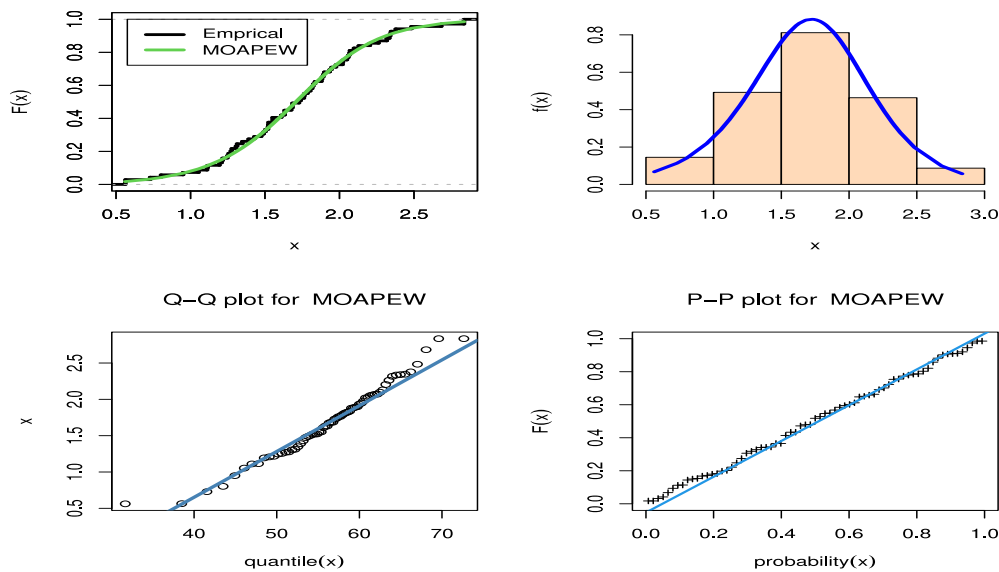 Emprical
MOAPEW
F(x)
0.0 0.2 0.4 0.6 0.8 1.0
0.5 1.0 1.5 2.0 2.5
x
f(x)
0.0 0.2 0.4 0.6 0.8
0.5 1.0 1.5 2.0 2.5 3.0
x
Q-Q plot for MOAPEW
x
0.5 1.0 1.5 2.0 2.5
40 50 60 70
quantile(x)
P-P plot for MOAPEW
F(x)
0.0 0.2 0.4 0.6 0.8 1.0
0.0 0.2 0.4 0.6 0.8 1.0
probability(x)